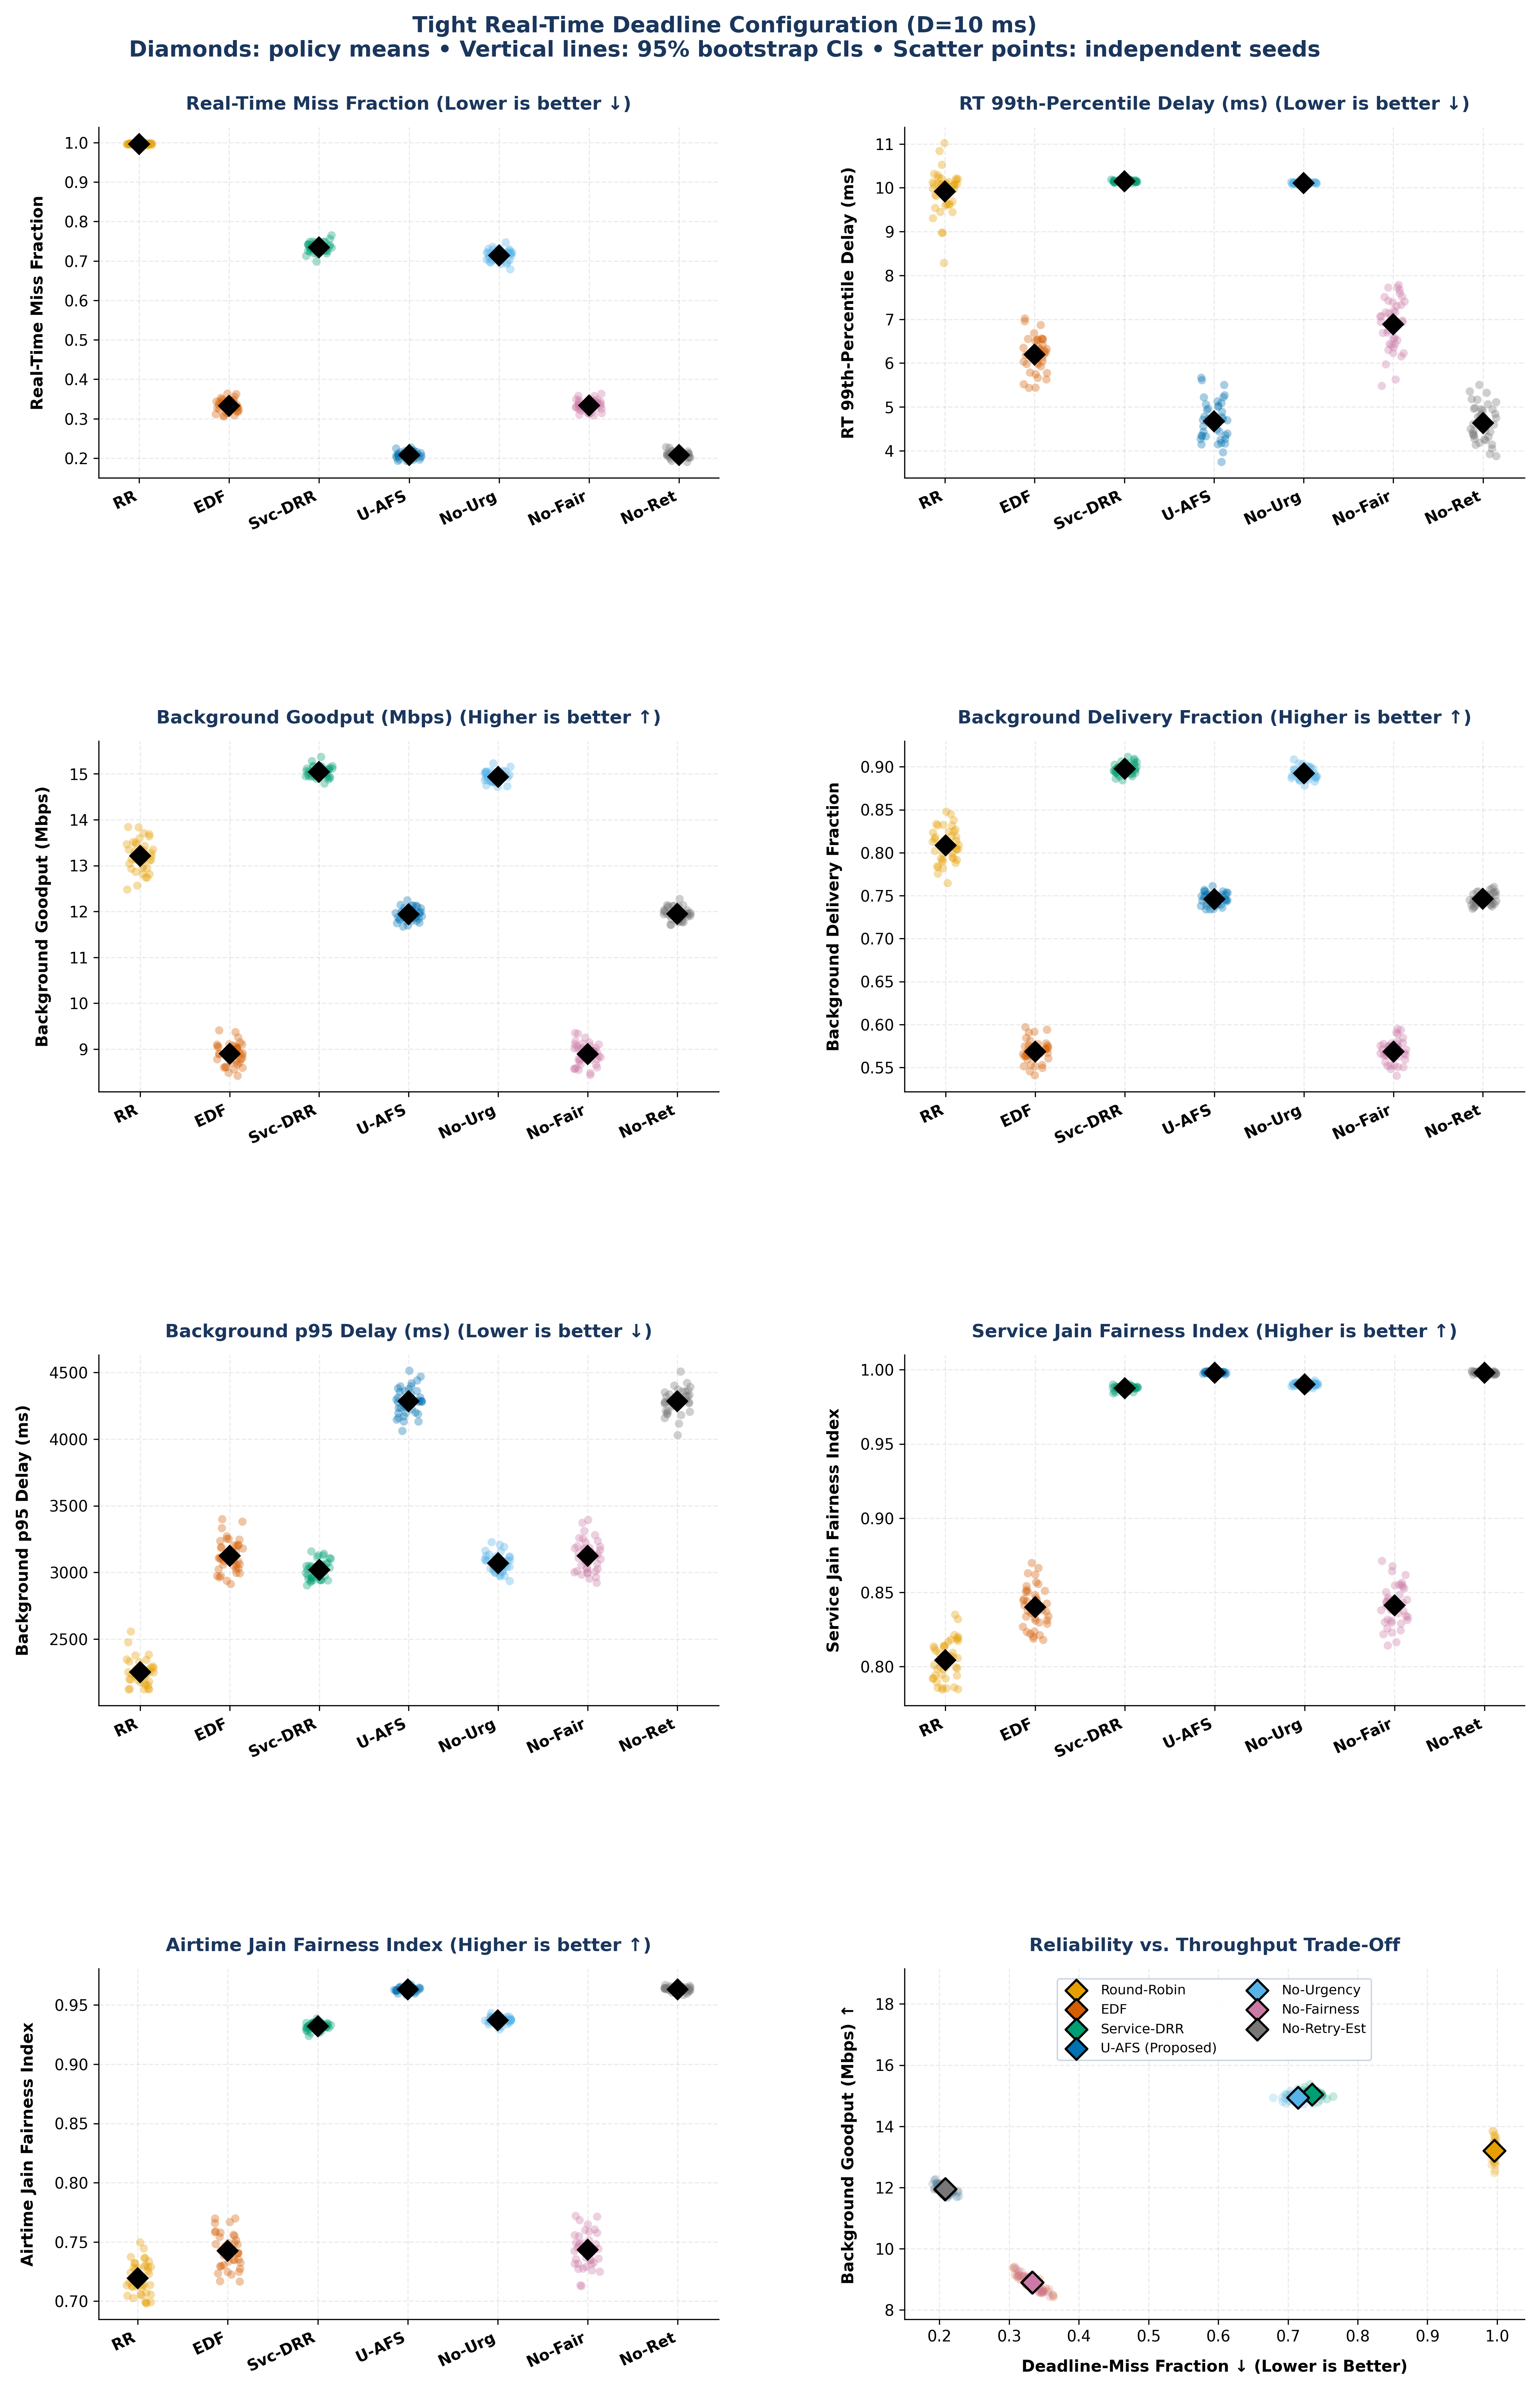 Tight Real-Time Deadline Configuration (D=10 ms)
Diamonds: policy means • Vertical lines: 95% bootstrap CIs • Scatter points: independent seeds
Real-Time Miss Fraction (Lower is better ↓)
Real-Time Miss Fraction
1.0
0.9
0.8
0.7
0.6
0.5
0.4
0.3
0.2
RR
EDF
Svc-DRR
U-AFS
No-Urg
No-Fair
No-Ret
RT 99th-Percentile Delay (ms) (Lower is better ↓)
RT 99th-Percentile Delay (ms)
11
10
9
8
7
6
5
4
RR
EDF
Svc-DRR
U-AFS
No-Urg
No-Fair
No-Ret
Background Goodput (Mbps) (Higher is better ↑)
Background Goodput (Mbps)
15
14
13
12
11
10
9
RR
EDF
Svc-DRR
U-AFS
No-Urg
No-Fair
No-Ret
Background Delivery Fraction (Higher is better ↑)
Background Delivery Fraction
0.90
0.85
0.80
0.75
0.70
0.65
0.60
0.55
RR
EDF
Svc-DRR
U-AFS
No-Urg
No-Fair
No-Ret
Background p95 Delay (ms) (Lower is better ↓)
Background p95 Delay (ms)
4500
4000
3500
3000
2500
RR
EDF
Svc-DRR
U-AFS
No-Urg
No-Fair
No-Ret
Service Jain Fairness Index (Higher is better ↑)
Service Jain Fairness Index
1.00
0.95
0.90
0.85
0.80
RR
EDF
Svc-DRR
U-AFS
No-Urg
No-Fair
No-Ret
Airtime Jain Fairness Index (Higher is better ↑)
Airtime Jain Fairness Index
0.95
0.90
0.85
0.80
0.75
0.70
RR
EDF
Svc-DRR
U-AFS
No-Urg
No-Fair
No-Ret
Reliability vs. Throughput Trade-Off
Background Goodput (Mbps) ↑
18
16
14
12
10
8
Round-Robin
EDF
Service-DRR
U-AFS (Proposed)
No-Urgency
No-Fairness
No-Retry-Est
0.2
0.3
0.4
0.5
0.6
0.7
0.8
0.9
1.0
Deadline-Miss Fraction ↓ (Lower is Better)